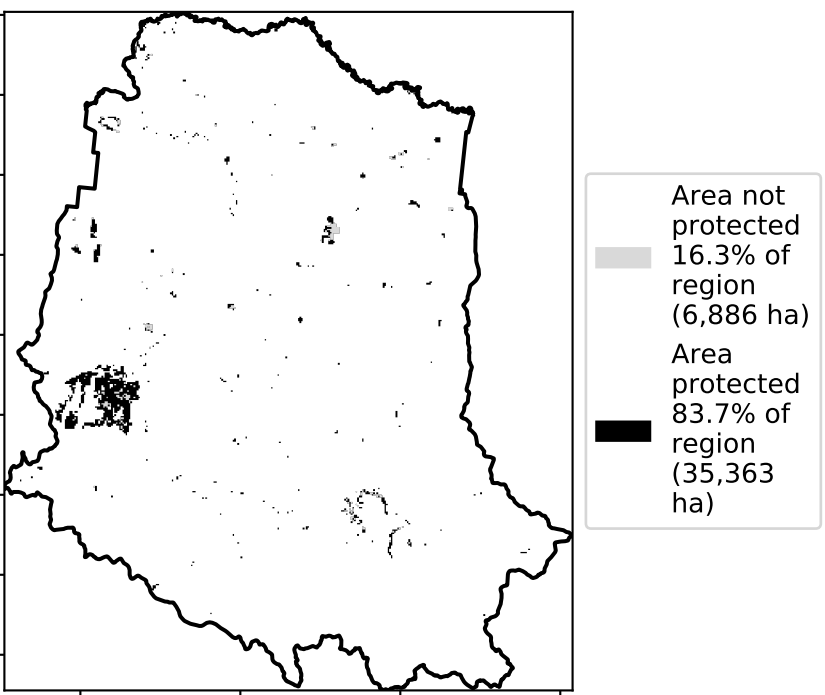 Area not
protected
16.3% of
region
(6,886 ha)
Area
protected
83.7% of
region
(35,363
ha)